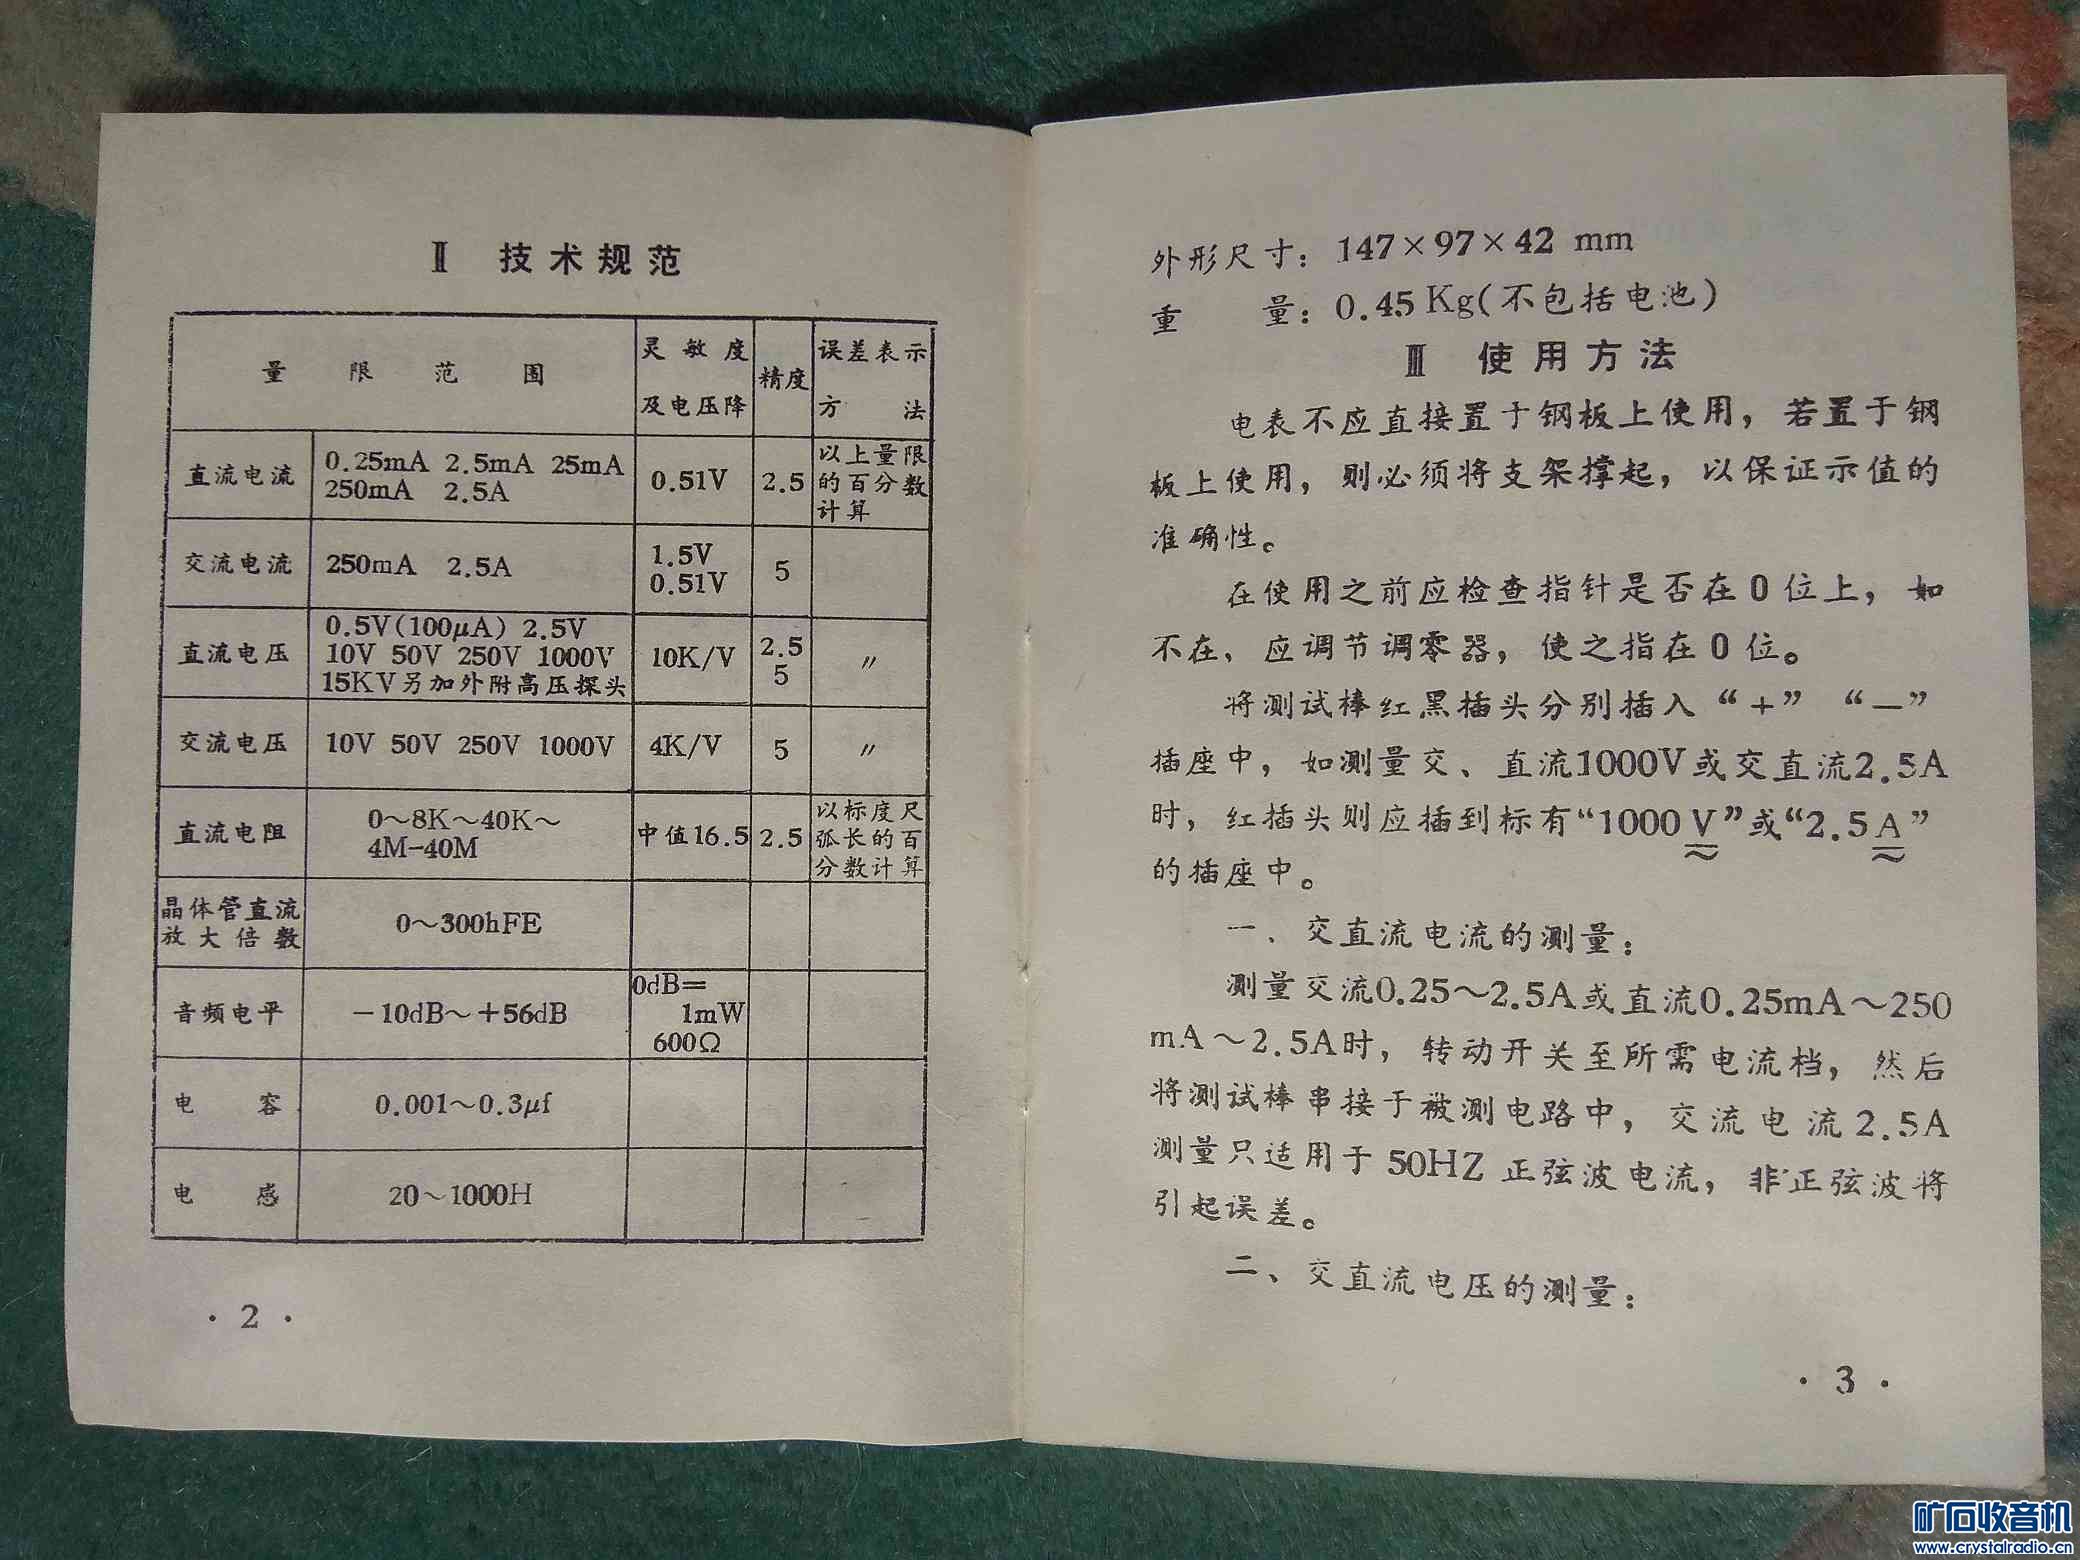 Ⅱ 技术规范
量限范围 灵敏度及电压降 精度 误差表示方法
直流电流 0.25mA 2.5mA 25mA 250mA 2.5A 0.51V 2.5 以上量限的百分数计算
交流电流 250mA 2.5A 1.5V 0.51V 5
直流电压 0.5V(100μA) 2.5V 10V 50V 250V 1000V 15KV另加外附高压探头 10K/V 2.5 5 〃
交流电压 10V 50V 250V 1000V 4K/V 5 〃
直流电阻 0～8K～40K～4M-40M 中值16.5 2.5 以标度尺弧长的百分数计算
晶体管直流放大倍数 0～300hFE
音频电平 －10dB～+56dB 0dB=1mW 600Ω
电容 0.001～0.3μf
电感 20～1000H
·2·
外形尺寸：147×97×42 mm
重量：0.45Kg(不包括电池)
Ⅲ 使用方法
电表不应直接置于钢板上使用，若置于钢
板上使用，则必须将支架撑起，以保证示值的
准确性。
在使用之前应检查指针是否在0位上，如
不在，应调节调零器，使之指在0位。
将测试棒红黑插头分别插入“+”“—”
插座中，如测量交、直流1000V或交直流2.5A
时，红插头则应插到标有“1000V≂”或“2.5A≂”
的插座中。
一、交直流电流的测量：
测量交流0.25～2.5A或直流0.25mA～250
mA～2.5A时，转动开关至所需电流档，然后
将测试棒串接于被测电路中，交流电流2.5A
测量只适用于50HZ正弦波电流，非正弦波将
引起误差。
二、交直流电压的测量：
·3·
矿石收音机
www.crystalradio.cn